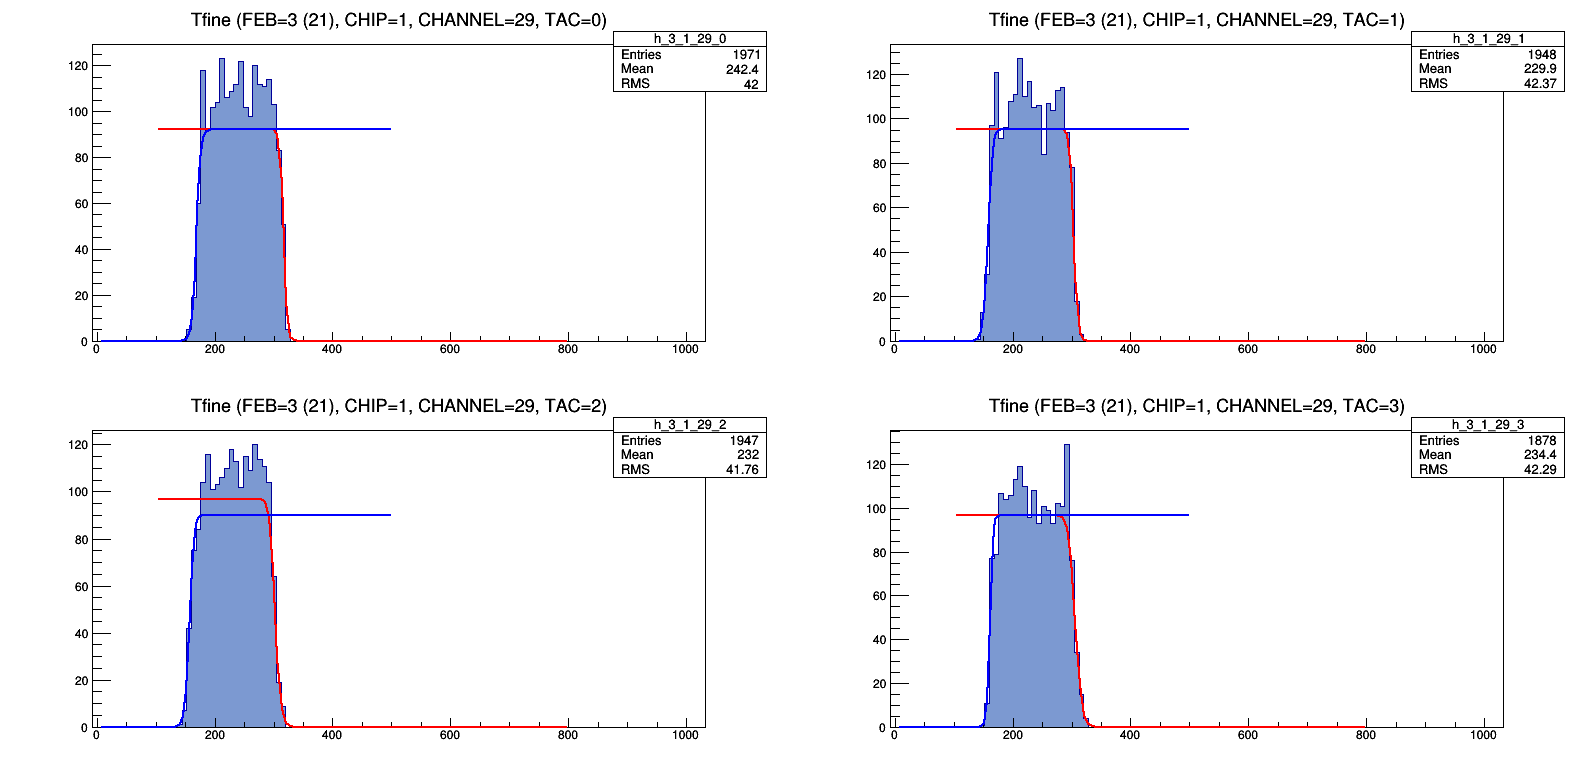 Tfine (FEB=3 (21), CHIP=1, CHANNEL=29, TAC=0)
h_3_1_29_0
Entries 1971
Mean 242.4
RMS 42
120
100
80
60
40
20
0
0 200 400 600 800 1000
Tfine (FEB=3 (21), CHIP=1, CHANNEL=29, TAC=1)
h_3_1_29_1
Entries 1948
Mean 229.9
RMS 42.37
120
100
80
60
40
20
0
0 200 400 600 800 1000
Tfine (FEB=3 (21), CHIP=1, CHANNEL=29, TAC=2)
h_3_1_29_2
Entries 1947
Mean 232
RMS 41.76
120
100
80
60
40
20
0
0 200 400 600 800 1000
Tfine (FEB=3 (21), CHIP=1, CHANNEL=29, TAC=3)
h_3_1_29_3
Entries 1878
Mean 234.4
RMS 42.29
120
100
80
60
40
20
0
0 200 400 600 800 1000